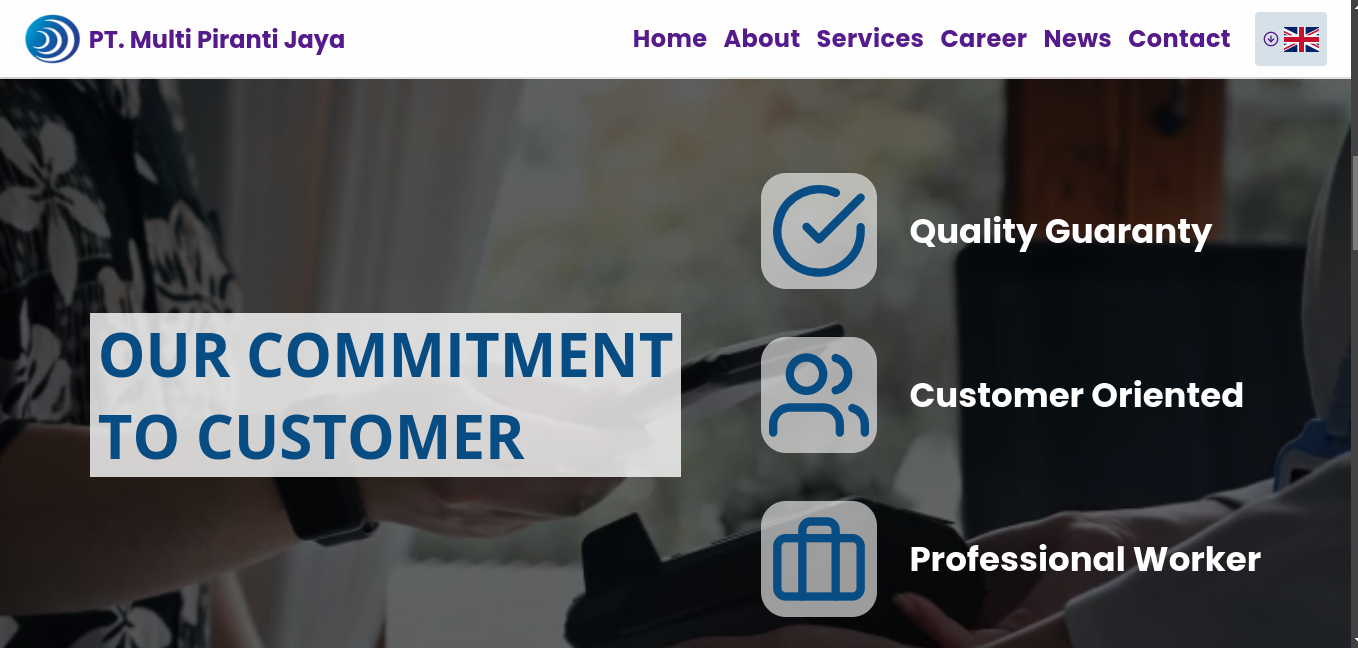 PT. Multi Piranti Jaya
Home About Services Career News Contact
OUR COMMITMENT
TO CUSTOMER
Quality Guaranty
Customer Oriented
Professional Worker